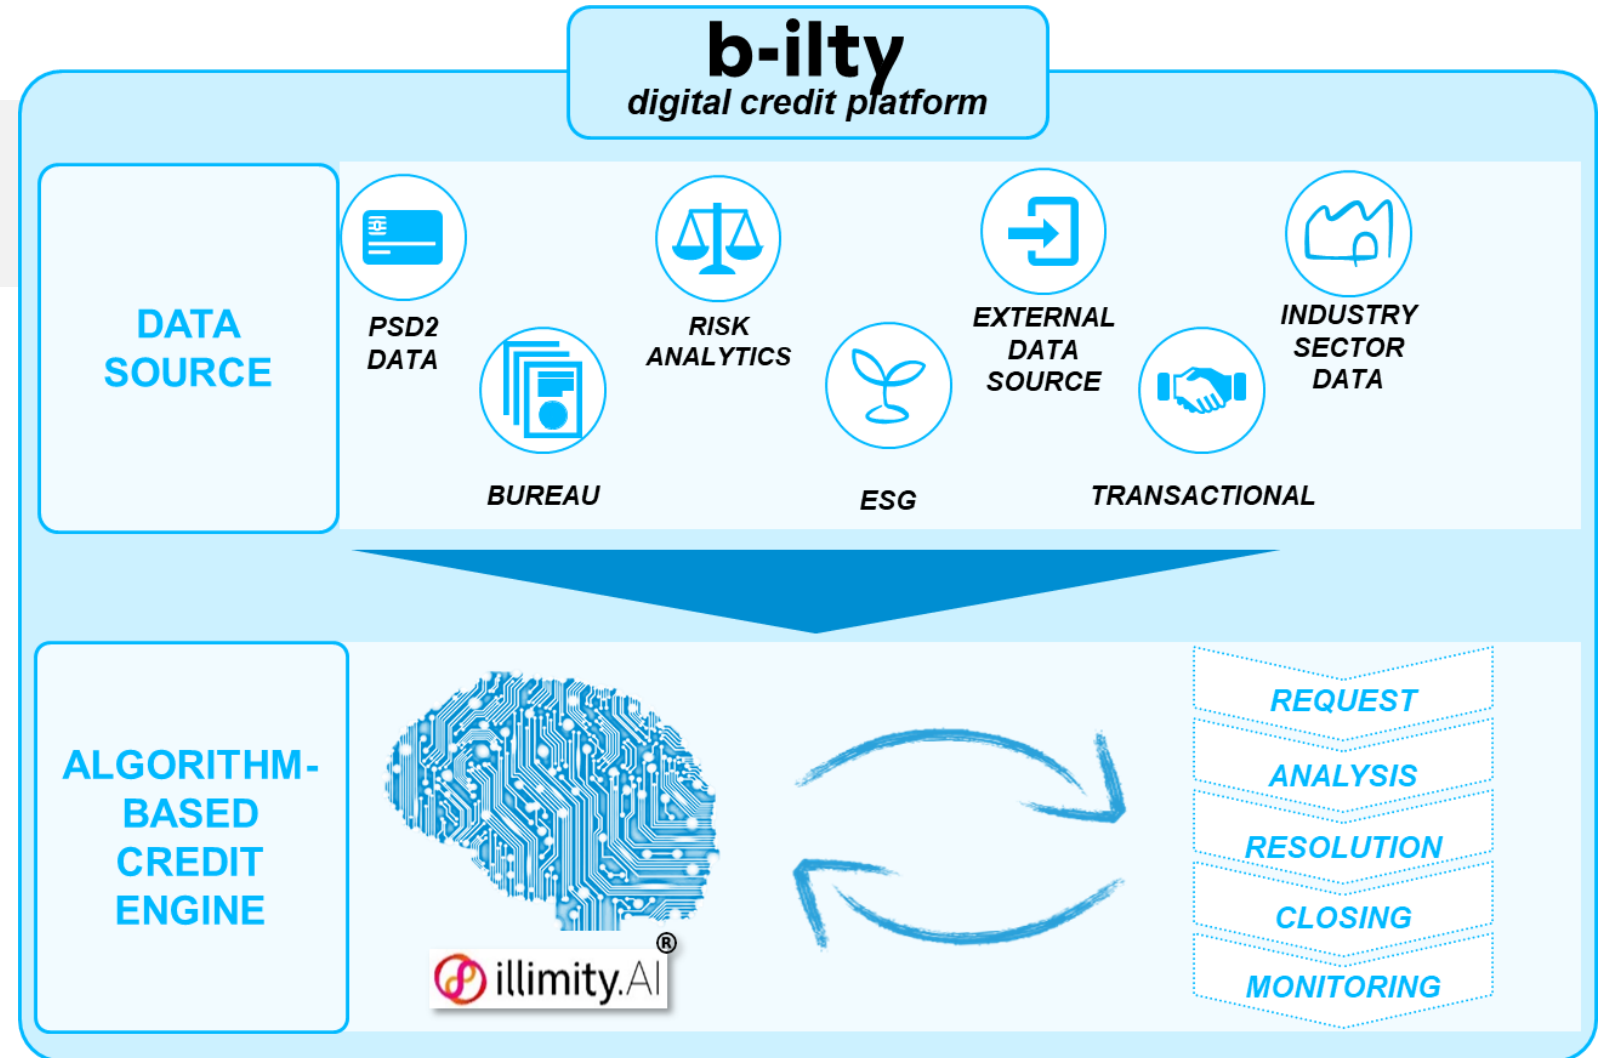 b-ilty
digital credit platform
DATA
SOURCE
PSD2
DATA
BUREAU
RISK
ANALYTICS
ESG
EXTERNAL
DATA
SOURCE
TRANSACTIONAL
INDUSTRY
SECTOR
DATA
ALGORITHM-
BASED
CREDIT
ENGINE
illimity.AI®
REQUEST
ANALYSIS
RESOLUTION
CLOSING
MONITORING